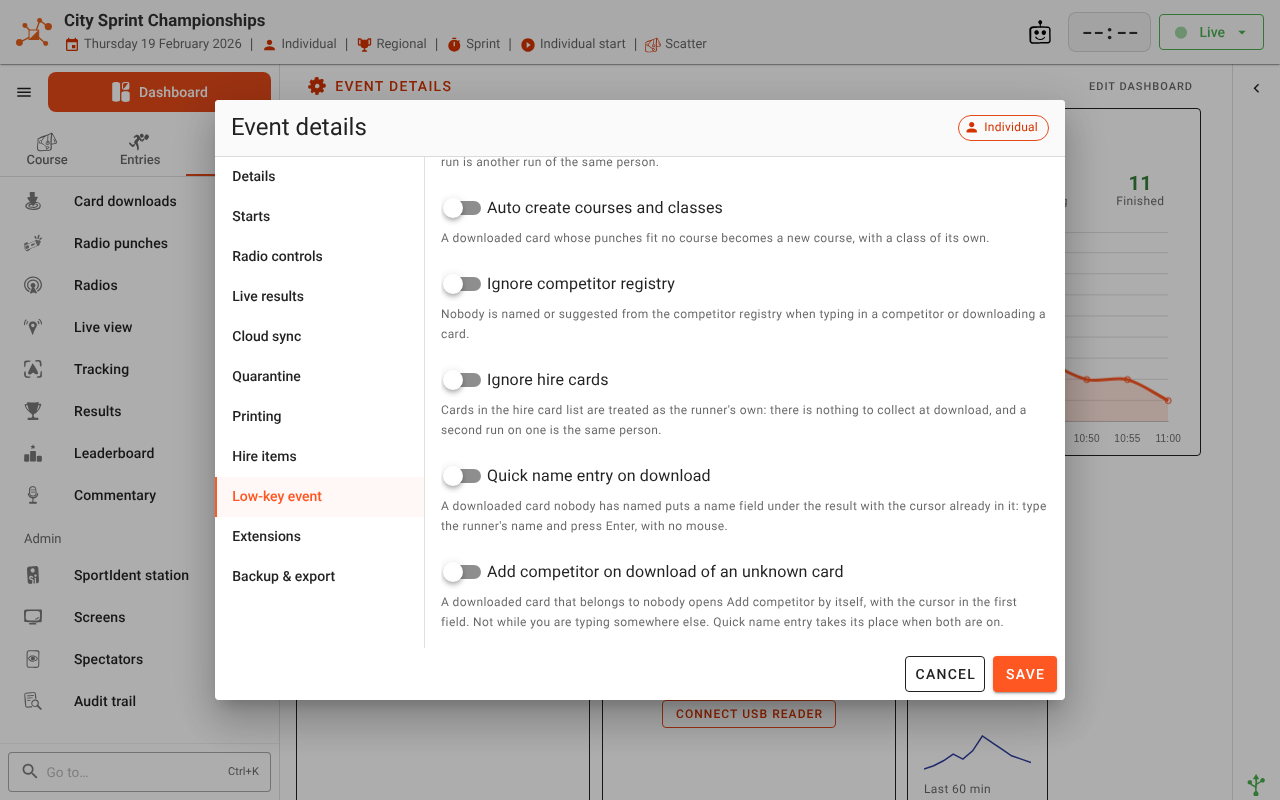 City Sprint Championships
Thursday 19 February 2026 | Individual | Regional | Sprint | Individual start | Scatter
--:--
Live
Dashboard
EVENT DETAILS
EDIT DASHBOARD
Course
Entries
Card downloads
Radio punches
Radios
Live view
Tracking
Results
Leaderboard
Commentary
Admin
SportIdent station
Screens
Spectators
Audit trail
Go to...
Ctrl+K
Event details
Individual
Details
Starts
Radio controls
Live results
Cloud sync
Quarantine
Printing
Hire items
Low-key event
Extensions
Backup & export
run is another run of the same person.
Auto create courses and classes
A downloaded card whose punches fit no course becomes a new course, with a class of its own.
Ignore competitor registry
Nobody is named or suggested from the competitor registry when typing in a competitor or downloading a
card.
Ignore hire cards
Cards in the hire card list are treated as the runner's own: there is nothing to collect at download, and a
second run on one is the same person.
Quick name entry on download
A downloaded card nobody has named puts a name field under the result with the cursor already in it: type
the runner's name and press Enter, with no mouse.
Add competitor on download of an unknown card
A downloaded card that belongs to nobody opens Add competitor by itself, with the cursor in the first
field. Not while you are typing somewhere else. Quick name entry takes its place when both are on.
CANCEL
SAVE
11
Finished
10:50 10:55 11:00
CONNECT USB READER
Last 60 min